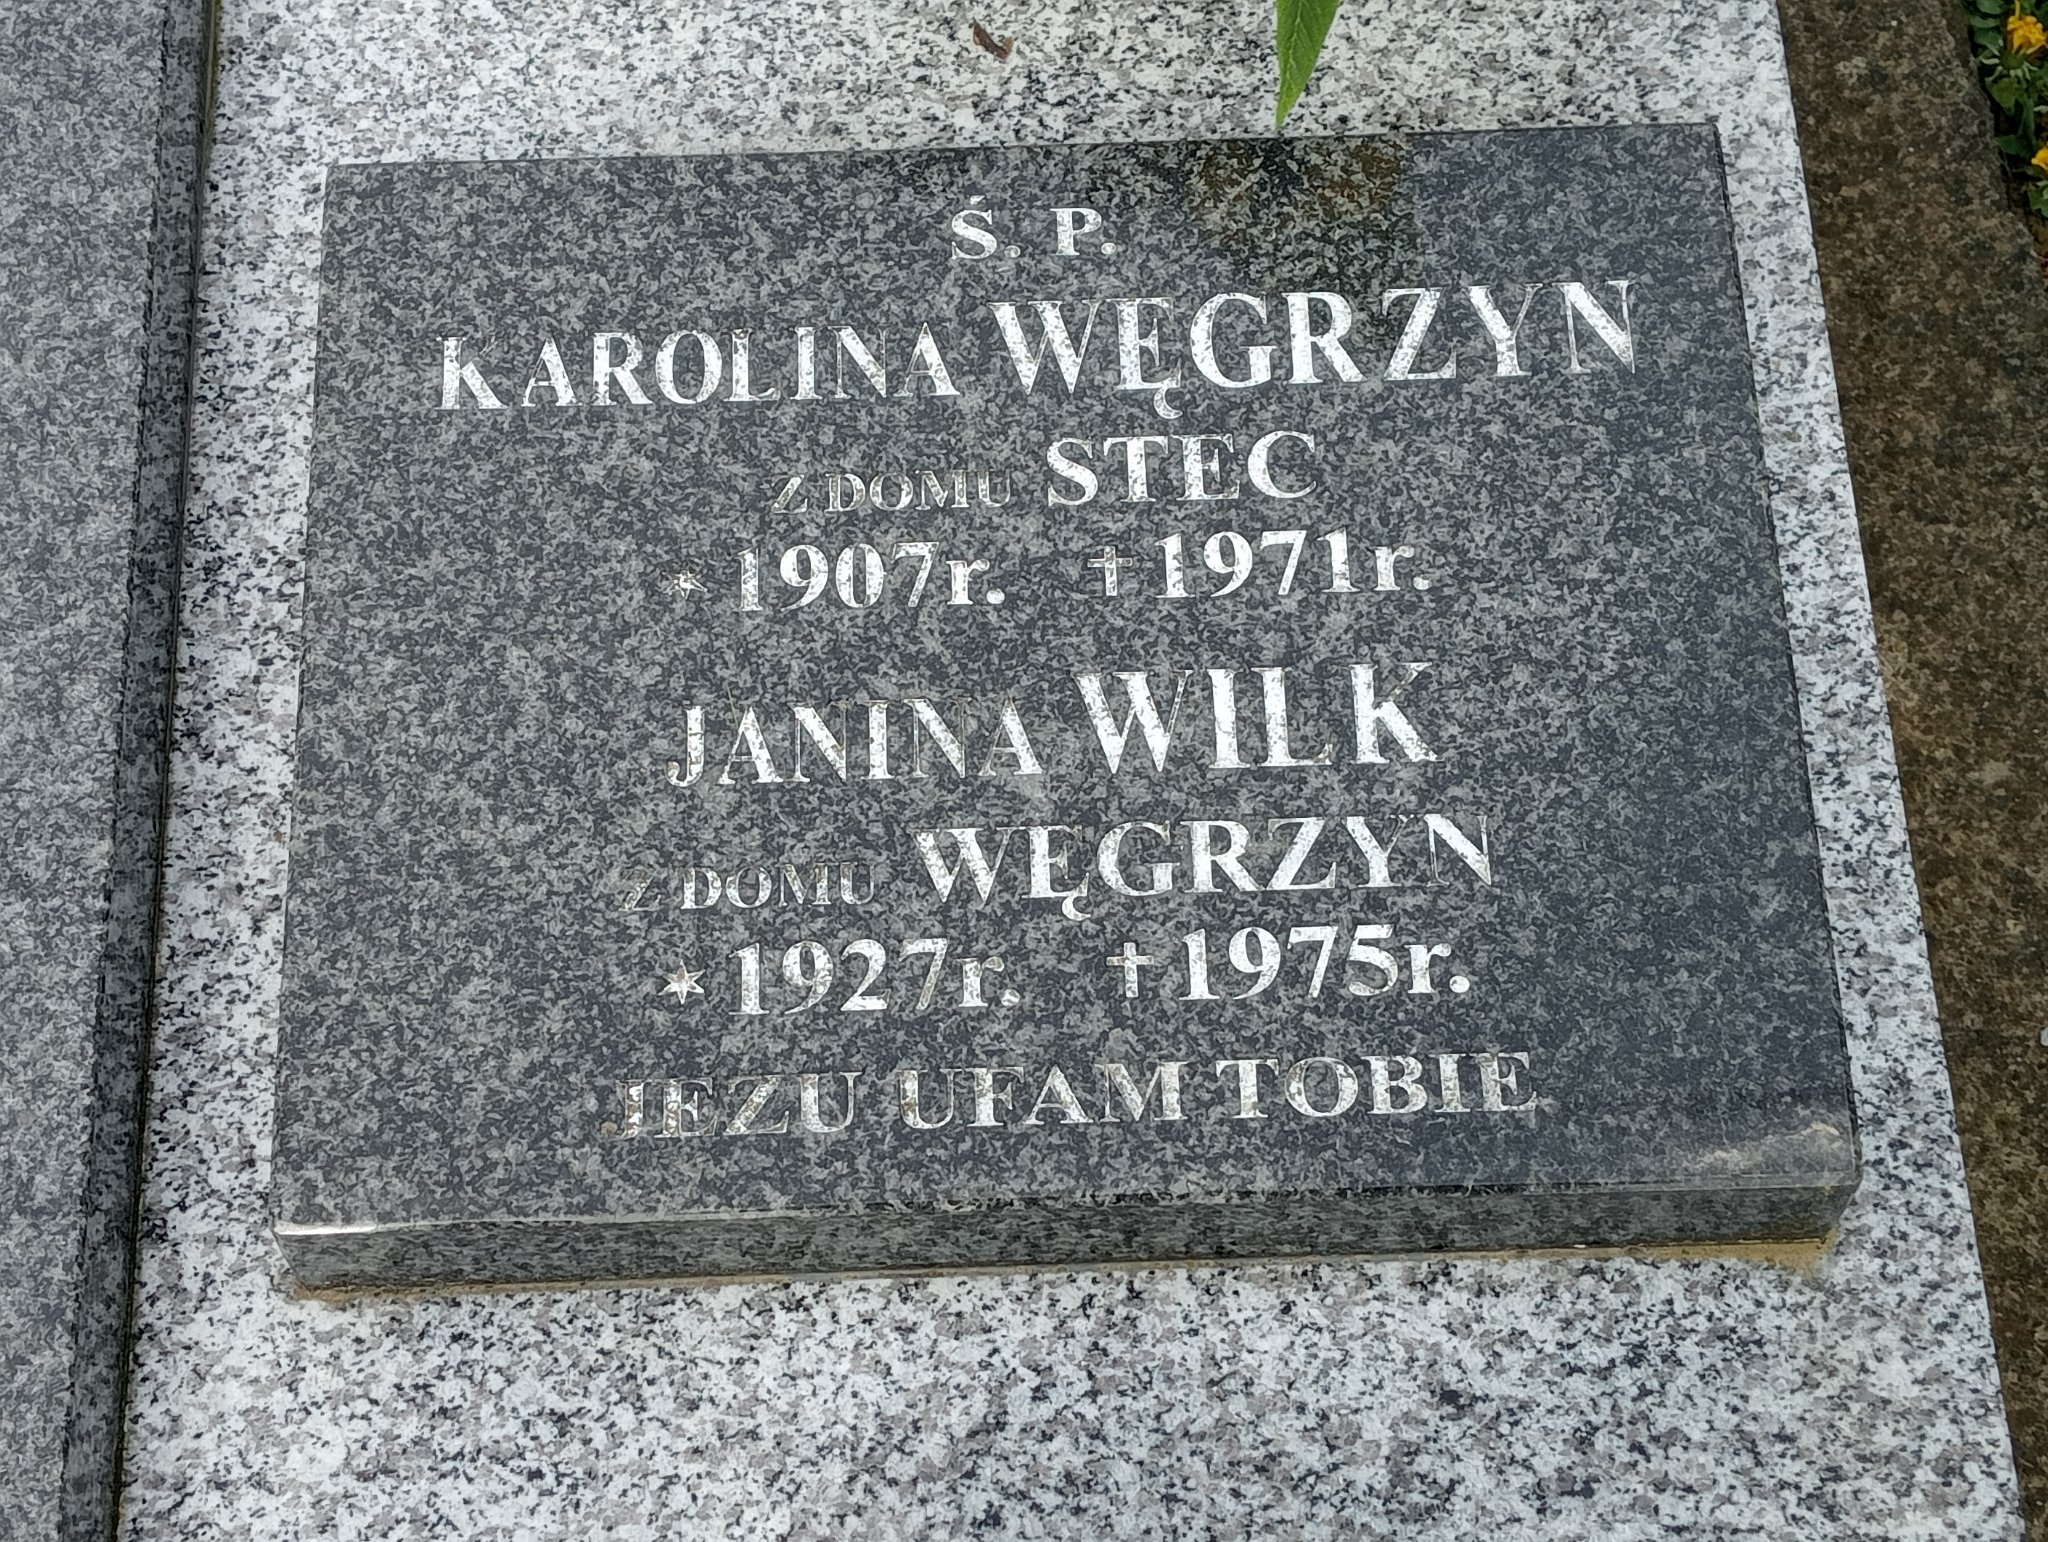 Ś. P.
KAROLINA WĘGRZYN
Z DOMU STEC
* 1907r. ✝ 1971r.
JANINA WILK
Z DOMU WĘGRZYN
* 1927r. ✝ 1975r.
JEZU UFAM TOBIE